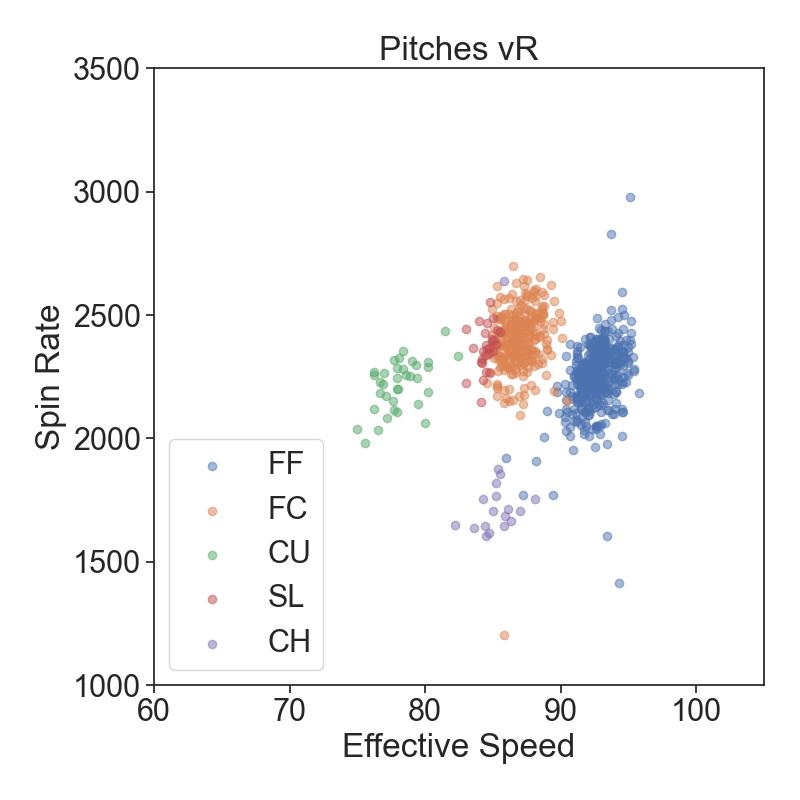 Pitches vR
3500
3000
2500
2000
1500
1000
Spin Rate
FF
FC
CU
SL
CH
60 70 80 90 100
Effective Speed